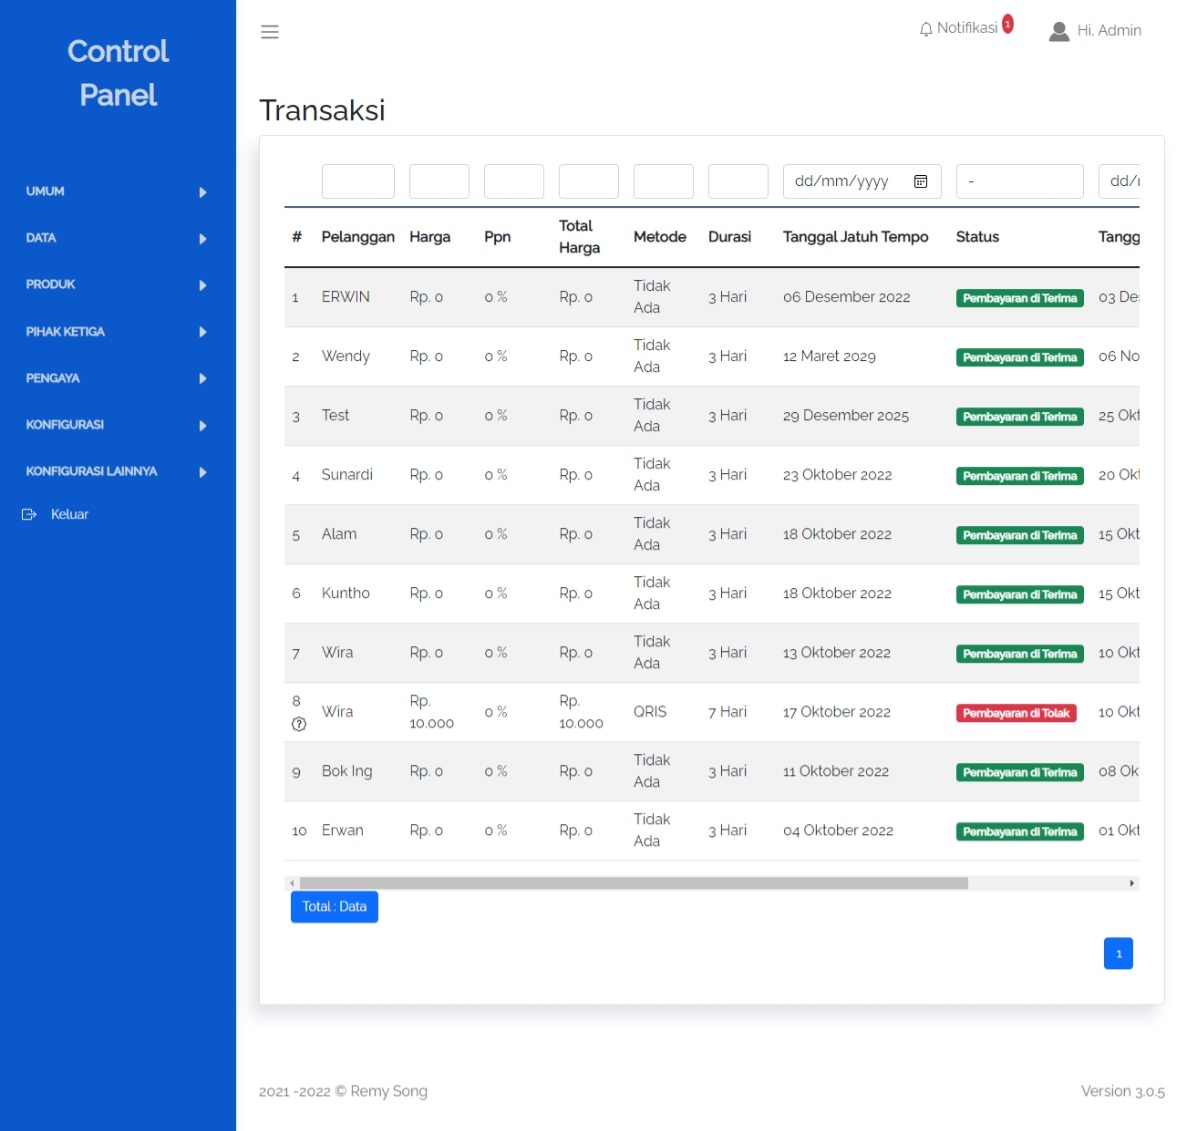 Control
Panel
UMUM
DATA
PRODUK
PIHAK KETIGA
PENGAYA
KONFIGURASI
KONFIGURASI LAINNYA
Keluar
Notifikasi 1
Hi, Admin
Transaksi
dd/mm/yyyy - dd/
# Pelanggan Harga Ppn Total Harga Metode Durasi Tanggal Jatuh Tempo Status Tangg
1 ERWIN Rp. 0 0 % Rp. 0 Tidak Ada 3 Hari 06 Desember 2022 Pembayaran di Terima 03 De
2 Wendy Rp. 0 0 % Rp. 0 Tidak Ada 3 Hari 12 Maret 2029 Pembayaran di Terima 06 No
3 Test Rp. 0 0 % Rp. 0 Tidak Ada 3 Hari 29 Desember 2025 Pembayaran di Terima 25 Okt
4 Sunardi Rp. 0 0 % Rp. 0 Tidak Ada 3 Hari 23 Oktober 2022 Pembayaran di Terima 20 Okt
5 Alam Rp. 0 0 % Rp. 0 Tidak Ada 3 Hari 18 Oktober 2022 Pembayaran di Terima 15 Okt
6 Kuntho Rp. 0 0 % Rp. 0 Tidak Ada 3 Hari 18 Oktober 2022 Pembayaran di Terima 15 Okt
7 Wira Rp. 0 0 % Rp. 0 Tidak Ada 3 Hari 13 Oktober 2022 Pembayaran di Terima 10 Okt
8 Wira Rp. 10.000 0 % Rp. 10.000 QRIS 7 Hari 17 Oktober 2022 Pembayaran di Tolak 10 Okt
9 Bok Ing Rp. 0 0 % Rp. 0 Tidak Ada 3 Hari 11 Oktober 2022 Pembayaran di Terima 08 Ok
10 Erwan Rp. 0 0 % Rp. 0 Tidak Ada 3 Hari 04 Oktober 2022 Pembayaran di Terima 01 Okt
Total : Data
1
2021 -2022 © Remy Song
Version 3.0.5